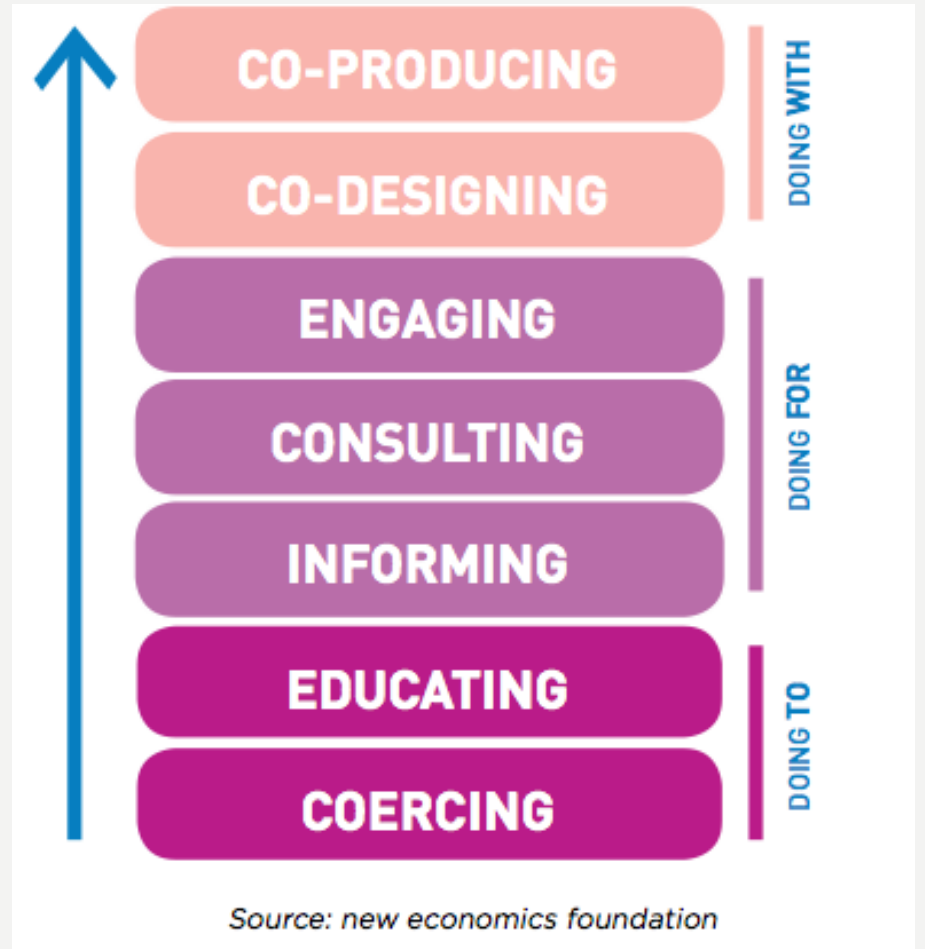 CO-PRODUCING
CO-DESIGNING
DOING WITH
ENGAGING
CONSULTING
INFORMING
DOING FOR
EDUCATING
COERCING
DOING TO
Source: new economics foundation